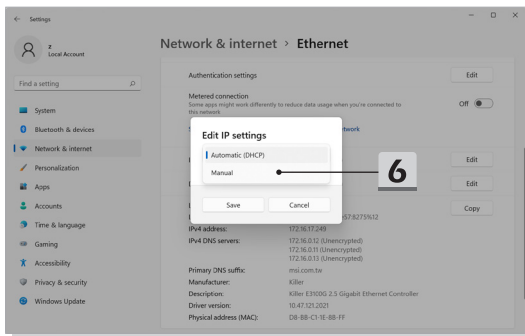 Settings
z
Local Account
Find a setting
System
Bluetooth & devices
Network & internet
Personalization
Apps
Accounts
Time & language
Gaming
Accessibility
Privacy & security
Windows Update
Network & internet > Ethernet
Authentication settings
Edit
Metered connection
Some apps might work differently to reduce data usage when you're connected to
this network
Off
Edit IP settings
Automatic (DHCP)
Manual
6
Save
Cancel
Edit
Edit
Copy
IPv4 address: 172.16.17.249
IPv4 DNS servers: 172.16.0.12 (Unencrypted)
172.16.0.11 (Unencrypted)
172.16.0.13 (Unencrypted)
Primary DNS suffix: msi.com.tw
Manufacturer: Killer
Description: Killer E3100G 2.5 Gigabit Ethernet Controller
Driver version: 10.47.121.2021
Physical address (MAC): D8-BB-C1-1E-8B-FF